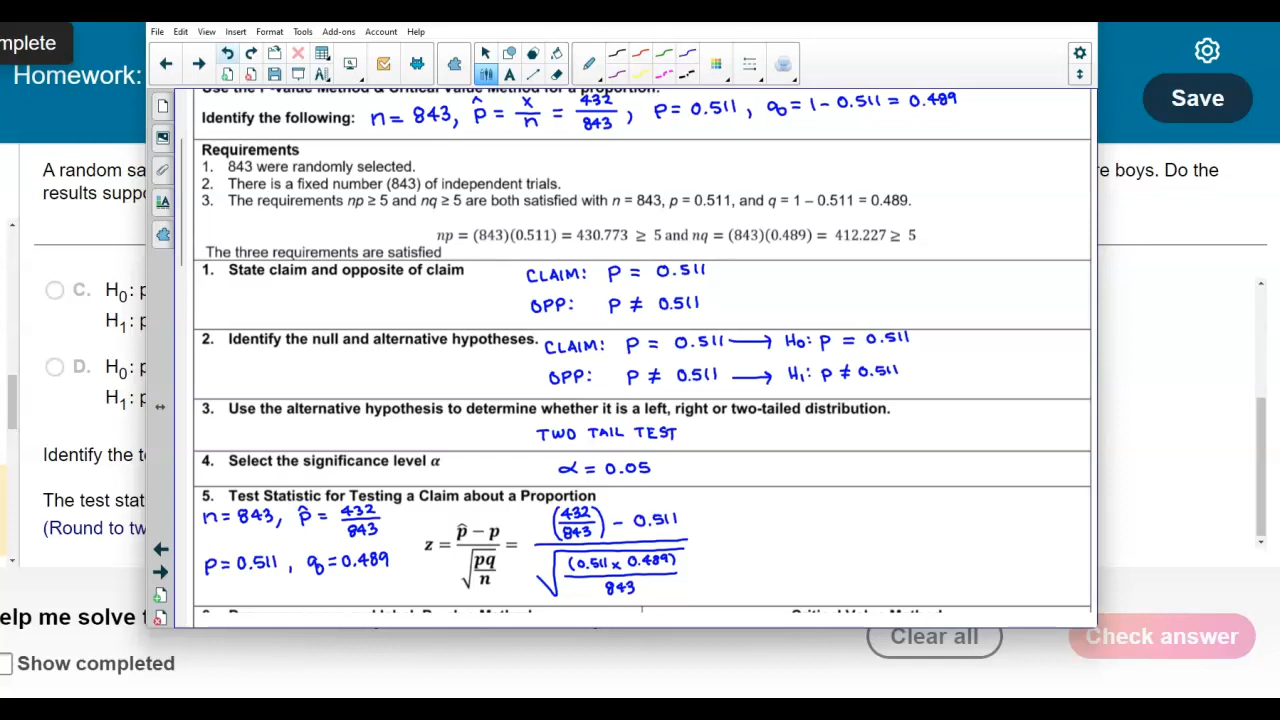 mplete
Homework:
Save
File Edit View Insert Format Tools Add-ons Account Help
A random sa
re boys. Do the
results suppo
Identify the following: n = 843, p̂ = x/n = 432/843, p = 0.511, q = 1 - 0.511 = 0.489
Requirements
1. 843 were randomly selected.
2. There is a fixed number (843) of independent trials.
3. The requirements np ≥ 5 and nq ≥ 5 are both satisfied with n = 843, p = 0.511, and q = 1 – 0.511 = 0.489.
np = (843)(0.511) = 430.773 ≥ 5 and nq = (843)(0.489) = 412.227 ≥ 5
The three requirements are satisfied
1. State claim and opposite of claim
CLAIM: P = 0.511
OPP: P ≠ 0.511
2. Identify the null and alternative hypotheses.
CLAIM: P = 0.511 → H0: P = 0.511
OPP: P ≠ 0.511 → H1: P ≠ 0.511
3. Use the alternative hypothesis to determine whether it is a left, right or two-tailed distribution.
TWO TAIL TEST
4. Select the significance level α
α = 0.05
5. Test Statistic for Testing a Claim about a Proportion
n = 843, p̂ = 432/843
p = 0.511, q = 0.489
z = (p̂ − p)/√(pq/n) = ((432/843) − 0.511)/√((0.511 x 0.489)/843)
C. H0: p
H1: p
D. H0: p
H1: p
Identify the te
The test stat
(Round to tw
elp me solve t
Clear all
Check answer
Show completed